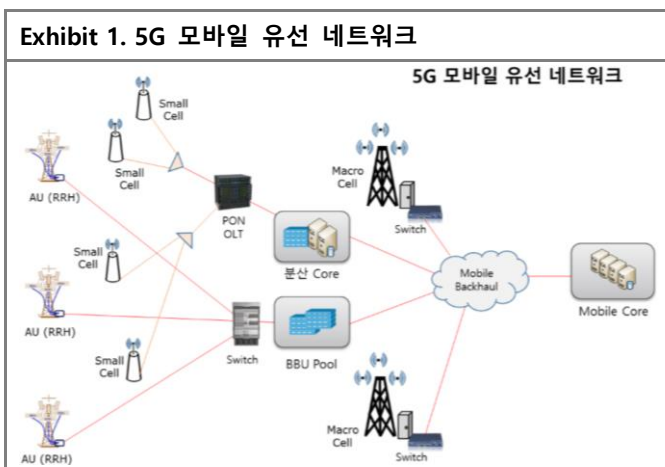 Exhibit 1. 5G 모바일 유선 네트워크
5G 모바일 유선 네트워크
Small
Cell
Small
Cell
AU (RRH)
PON
OLT
Macro
Cell
Switch
분산 Core
Small
Cell
Mobile
Backhaul
Mobile Core
AU (RRH)
Small
Cell
Switch
BBU Pool
Macro
Cell
Switch
AU (RRH)